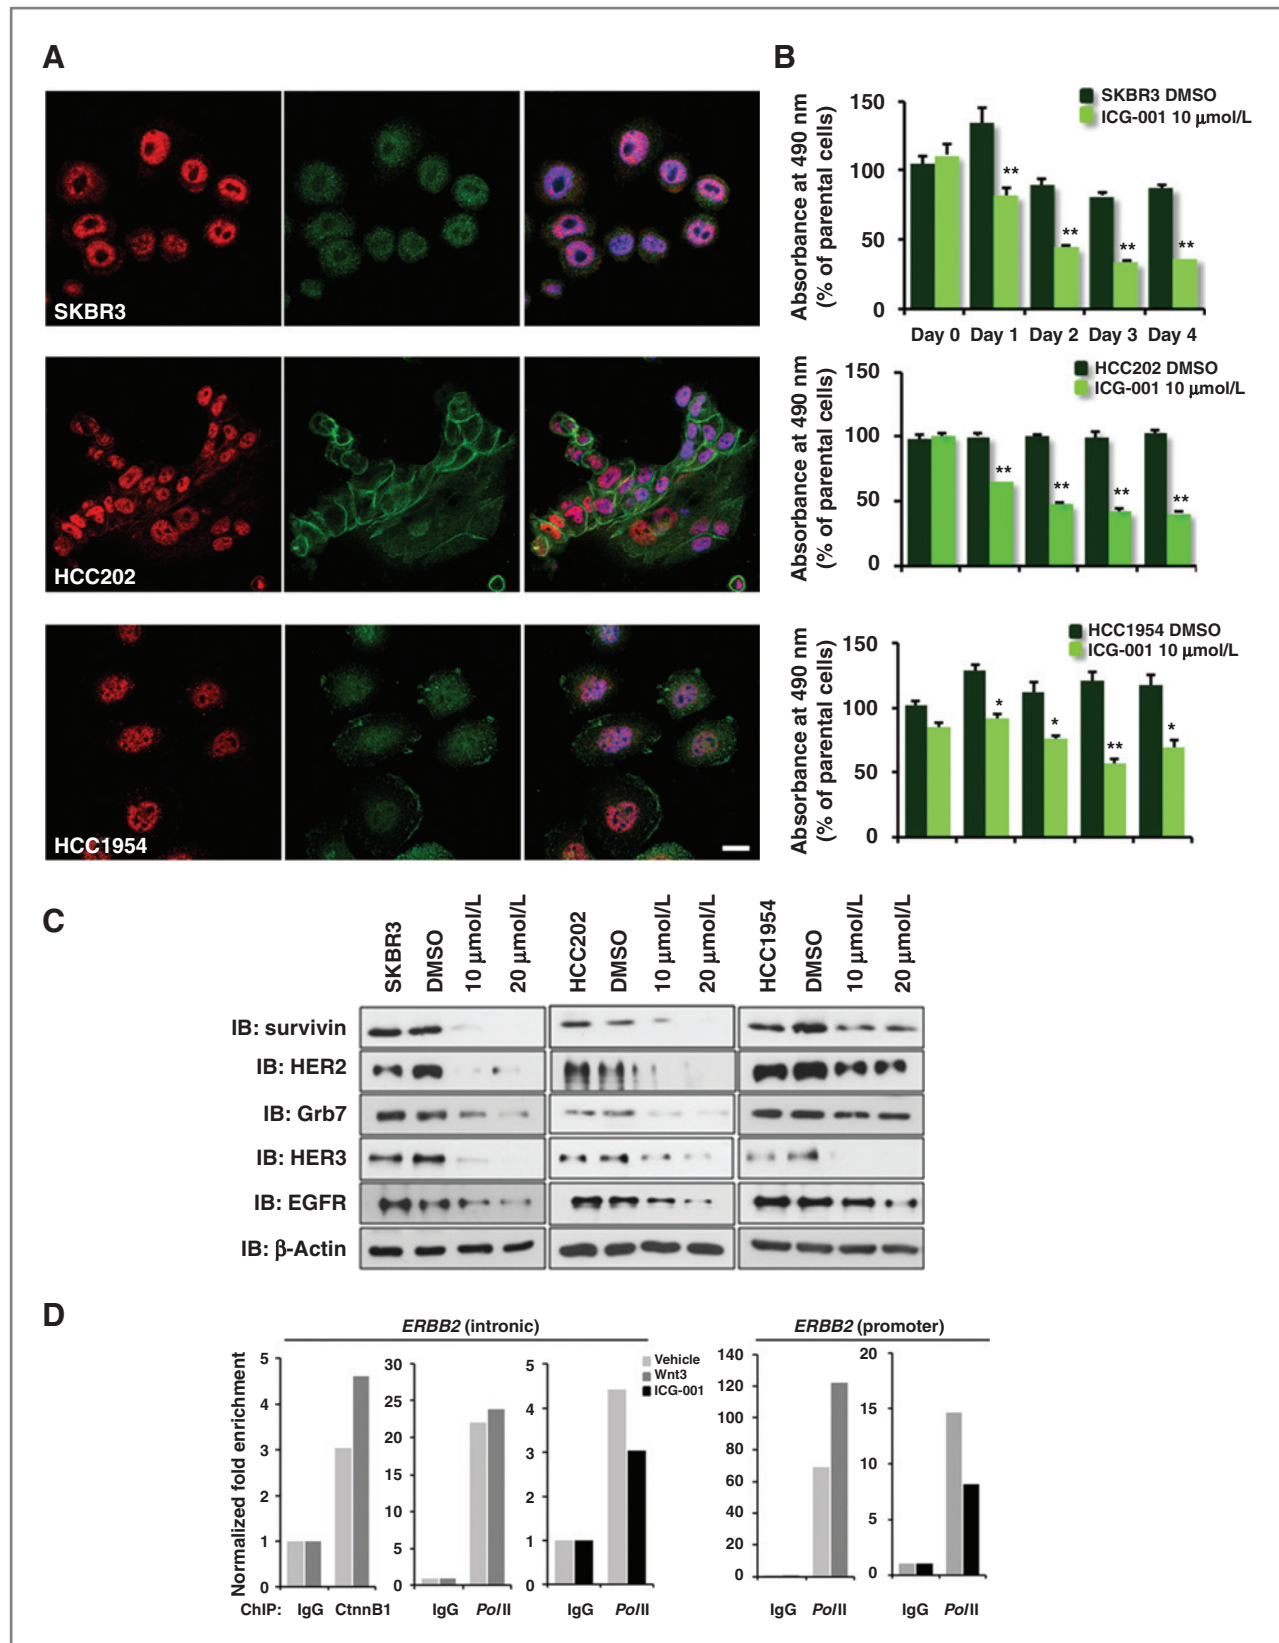 A
SKBR3
HCC202
HCC1954
B
Absorbance at 490 nm
(% of parental cells)
150
100
50
0
SKBR3 DMSO
ICG-001 10 μmol/L
**
**
**
**
Day 0 Day 1 Day 2 Day 3 Day 4
Absorbance at 490 nm
(% of parental cells)
150
100
50
0
HCC202 DMSO
ICG-001 10 μmol/L
**
**
**
**
Absorbance at 490 nm
(% of parental cells)
150
100
50
0
HCC1954 DMSO
ICG-001 10 μmol/L
*
*
**
*
C
SKBR3
DMSO
10 μmol/L
20 μmol/L
HCC202
DMSO
10 μmol/L
20 μmol/L
HCC1954
DMSO
10 μmol/L
20 μmol/L
IB: survivin
IB: HER2
IB: Grb7
IB: HER3
IB: EGFR
IB: β-Actin
D
ERBB2 (intronic)
Normalized fold enrichment
5
4
3
2
1
0
30
25
20
15
10
5
0
5
4
3
2
1
0
Vehicle
Wnt3
ICG-001
ChIP: IgG CtnnB1
IgG PolII
IgG PolII
ERBB2 (promoter)
140
120
100
80
60
40
20
0
20
15
10
5
0
IgG PolII
IgG PolII